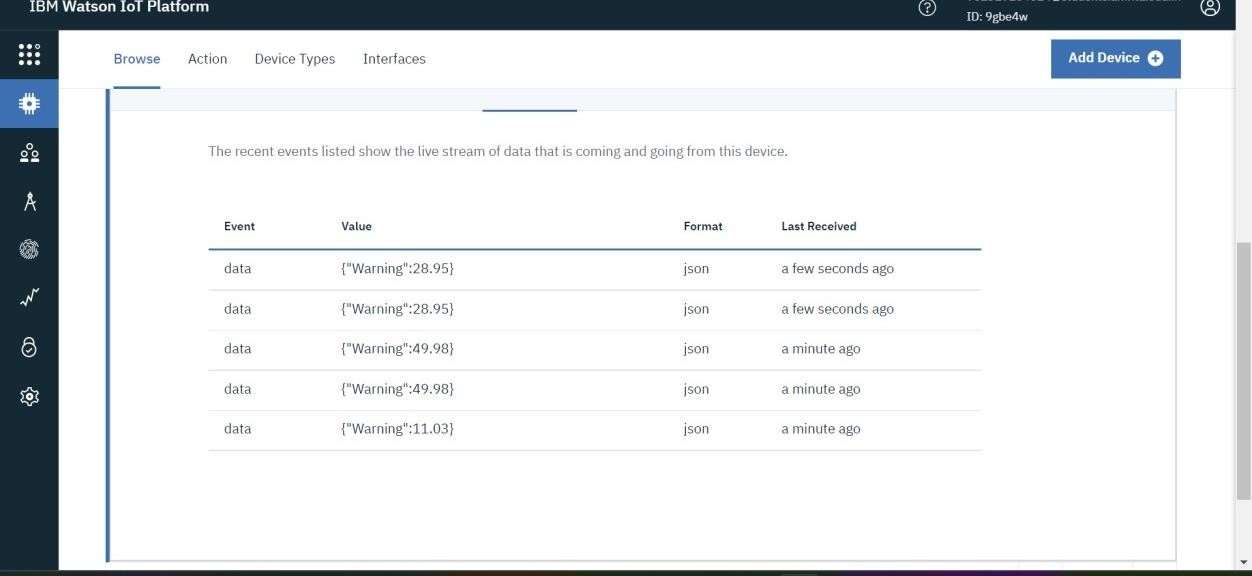 IBM Watson IoT Platform
ID: 9gbe4w
Browse Action Device Types Interfaces
Add Device
The recent events listed show the live stream of data that is coming and going from this device.
Event Value Format Last Received
data {"Warning":28.95} json a few seconds ago
data {"Warning":28.95} json a few seconds ago
data {"Warning":49.98} json a minute ago
data {"Warning":49.98} json a minute ago
data {"Warning":11.03} json a minute ago